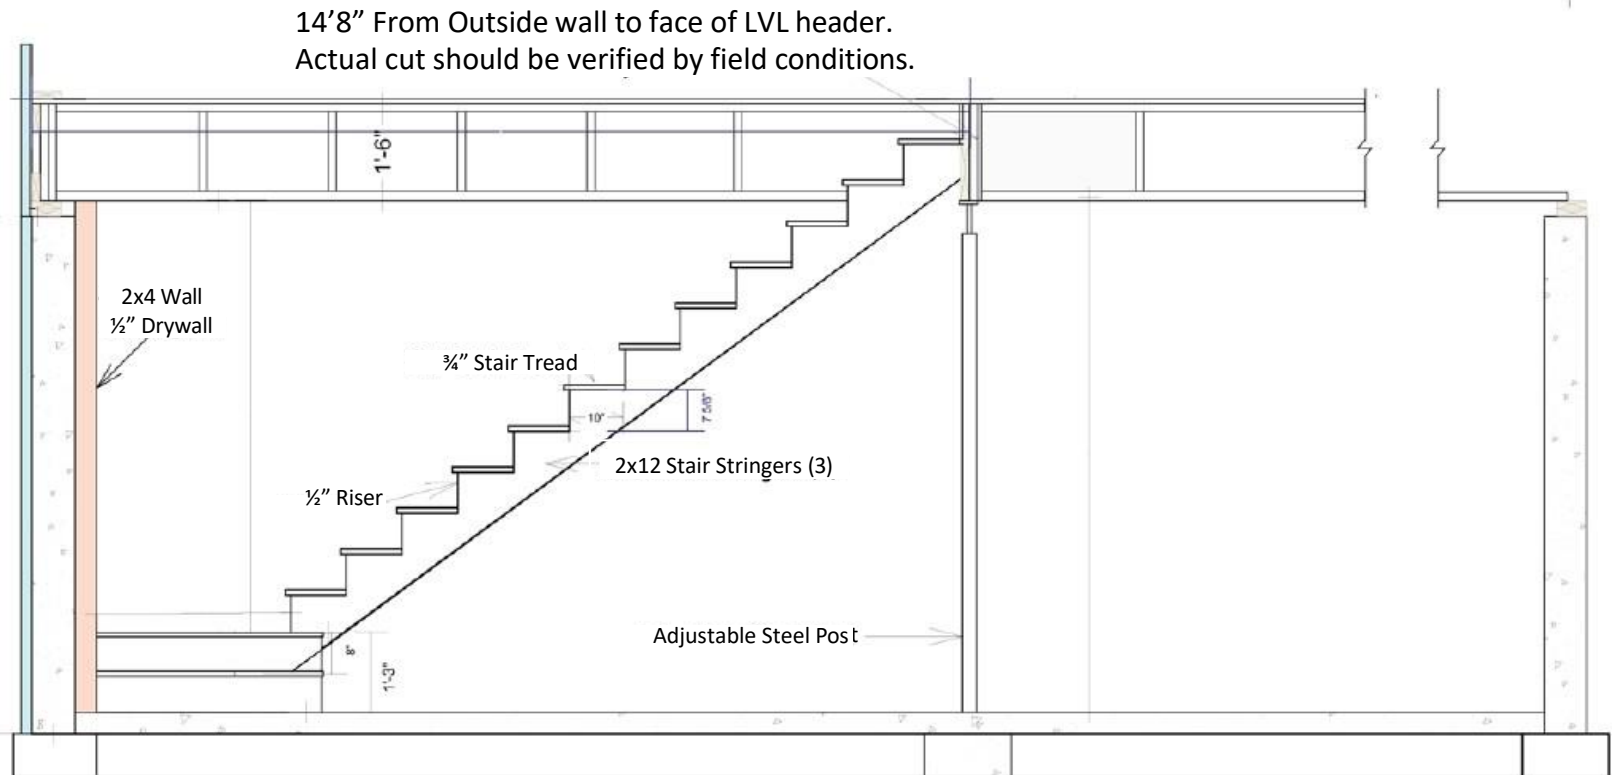 14’8” From Outside wall to face of LVL header.
Actual cut should be verified by field conditions.
1'-6"
2x4 Wall
½” Drywall
¾” Stair Tread
10"
7 5/8"
2x12 Stair Stringers (3)
½” Riser
Adjustable Steel Post
8"
1'-3"